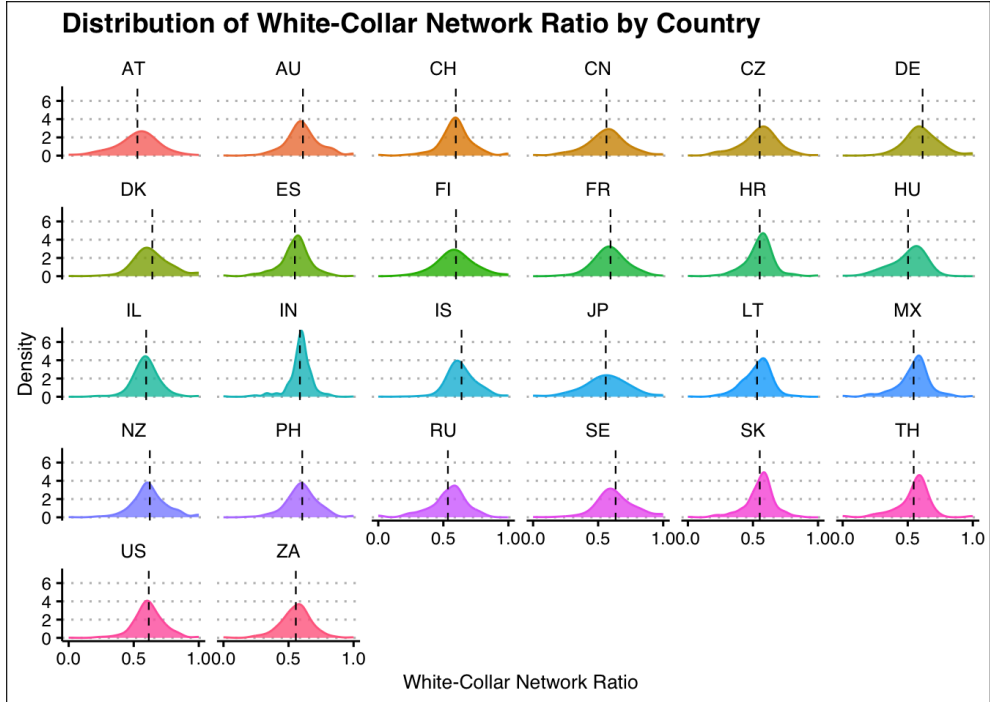 Distribution of White-Collar Network Ratio by Country
AT AU CH CN CZ DE
6
4
2
0
DK ES FI FR HR HU
6
4
2
0
IL IN IS JP LT MX
6
4
2
0
Density
NZ PH RU SE SK TH
6
4
2
0
0.0 0.5 1.0 0.0 0.5 1.0 0.0 0.5 1.0 0.0 0.5 1.0
US ZA
6
4
2
0
0.0 0.5 1.0 0.0 0.5 1.0
White-Collar Network Ratio